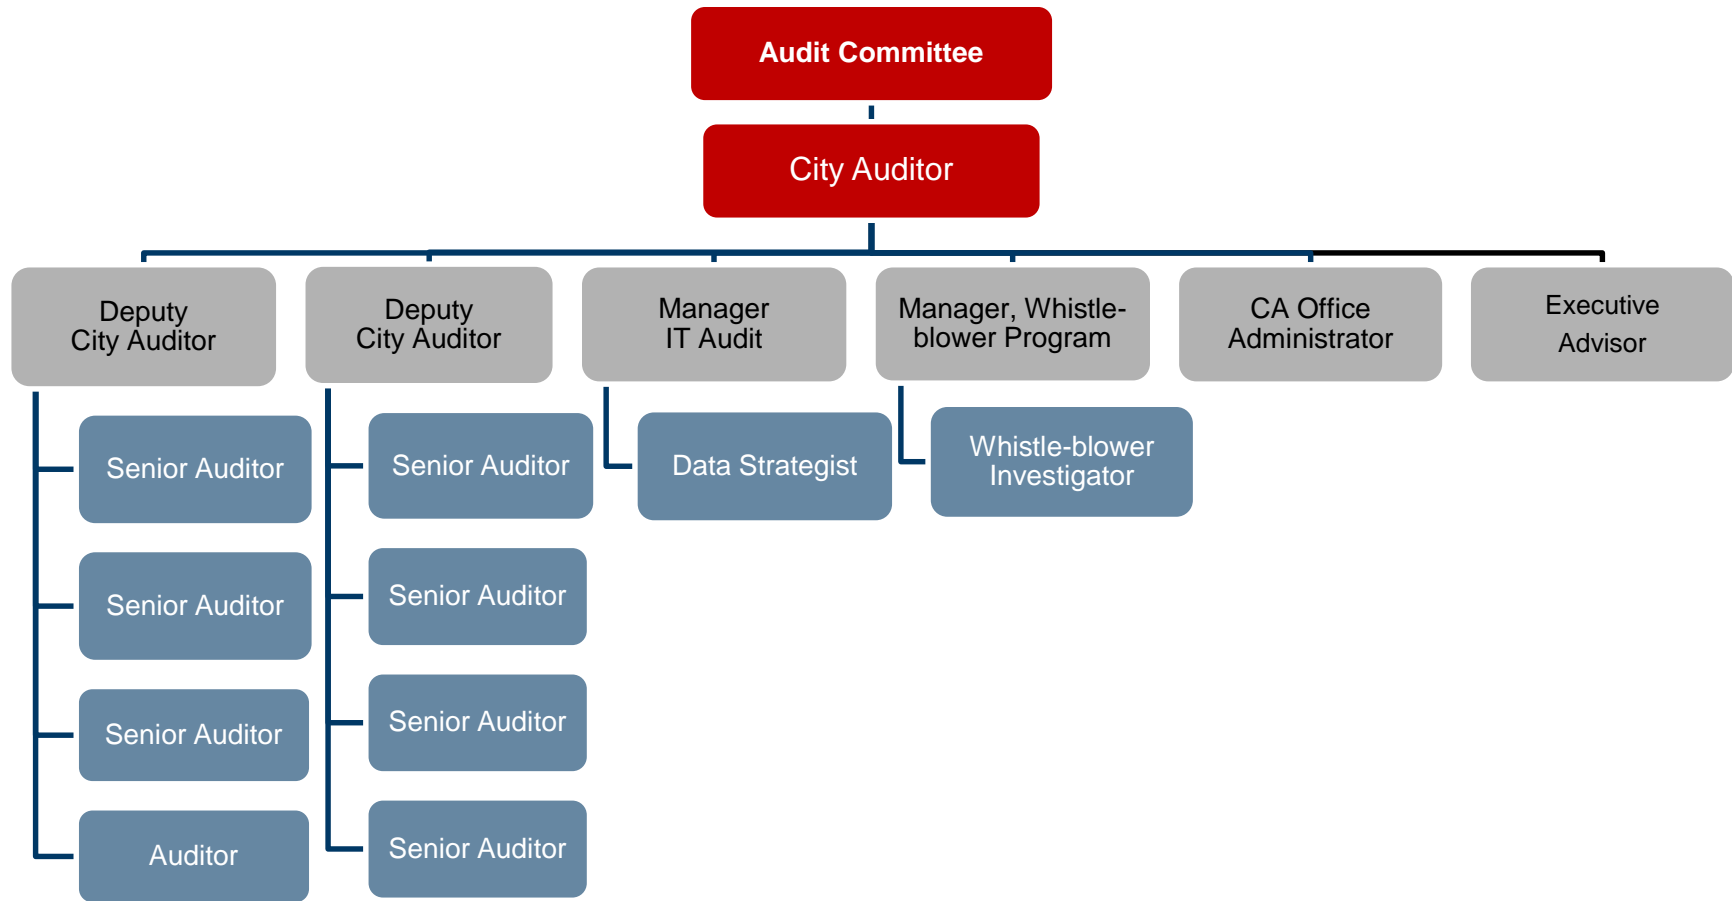 Audit Committee
City Auditor
Deputy
City Auditor
Deputy
City Auditor
Manager
IT Audit
Manager, Whistle-
blower Program
CA Office
Administrator
Executive
Advisor
Senior Auditor
Senior Auditor
Senior Auditor
Auditor
Senior Auditor
Senior Auditor
Senior Auditor
Senior Auditor
Data Strategist
Whistle-blower
Investigator